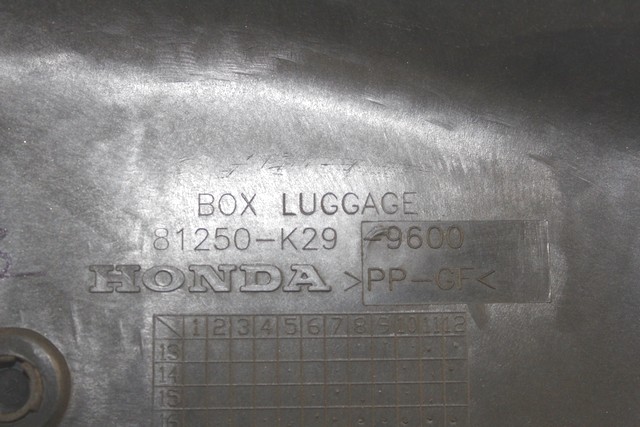 BOX LUGGAGE
81250-K29 -9600
HONDA >PP-GF<
1 2 3 4 5 6 7 8 9 10 11 12
13
14
15